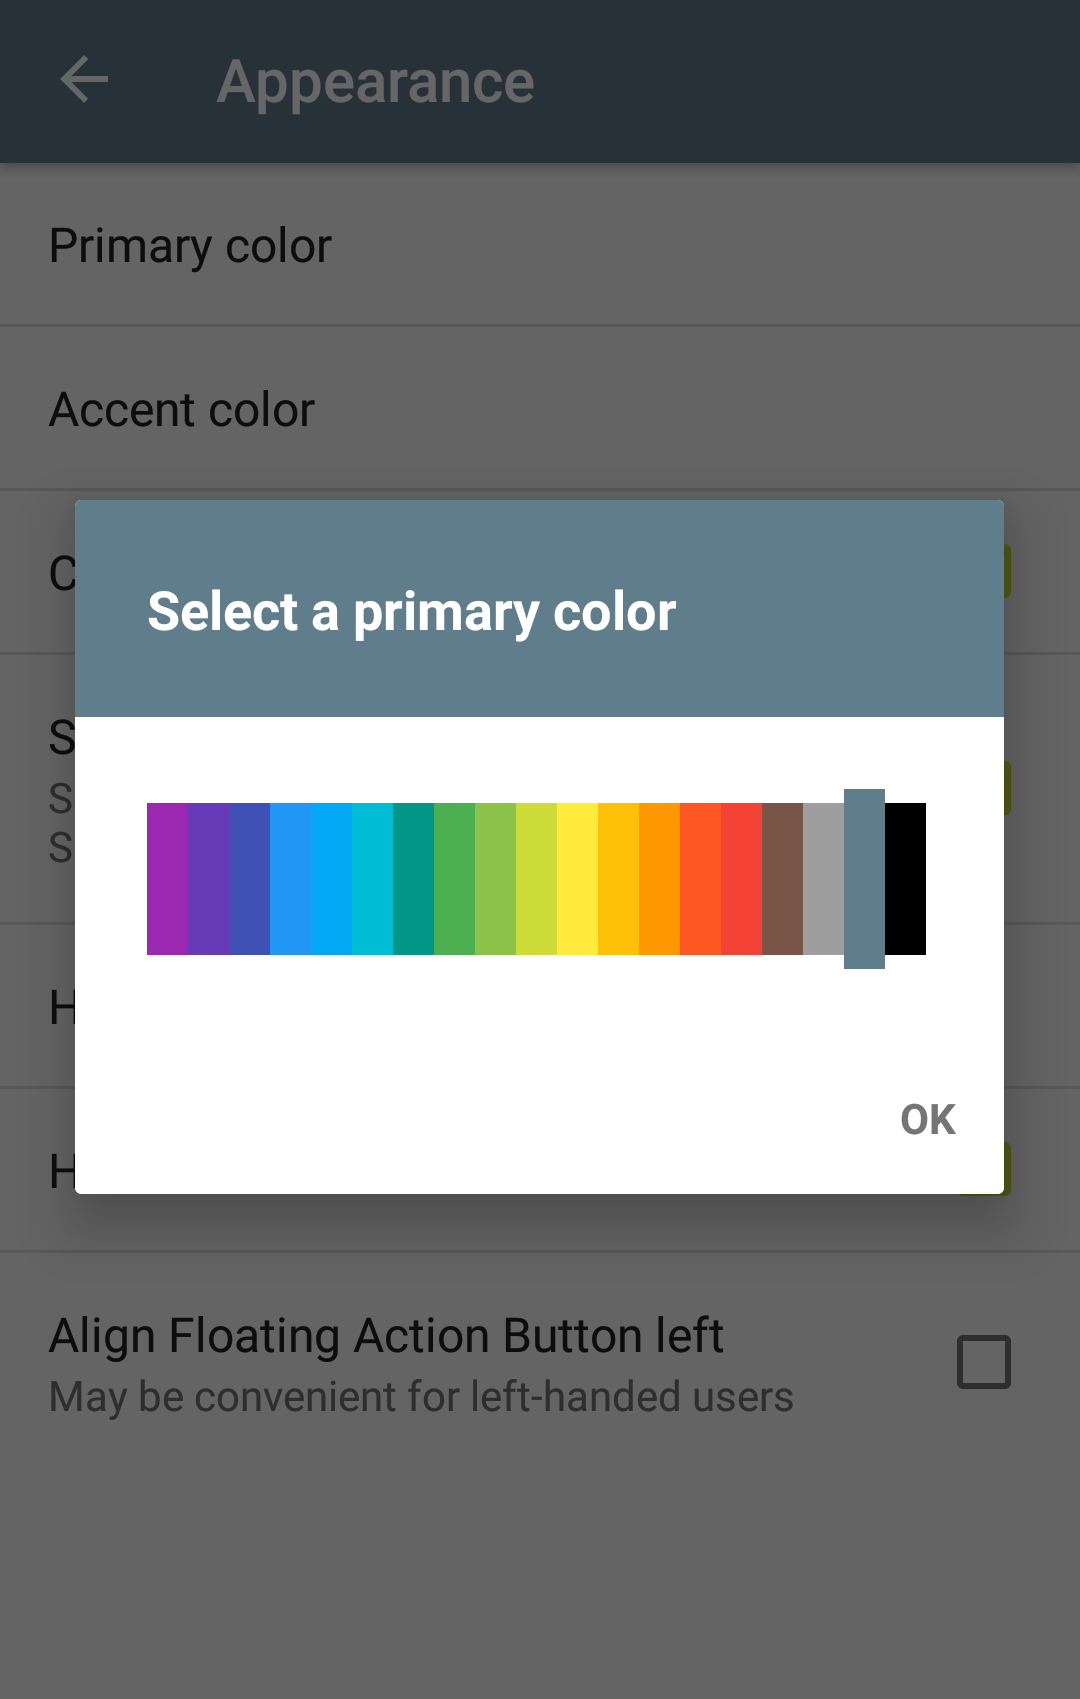 Appearance
Primary color
Accent color
Select a primary color
OK
Align Floating Action Button left
May be convenient for left-handed users